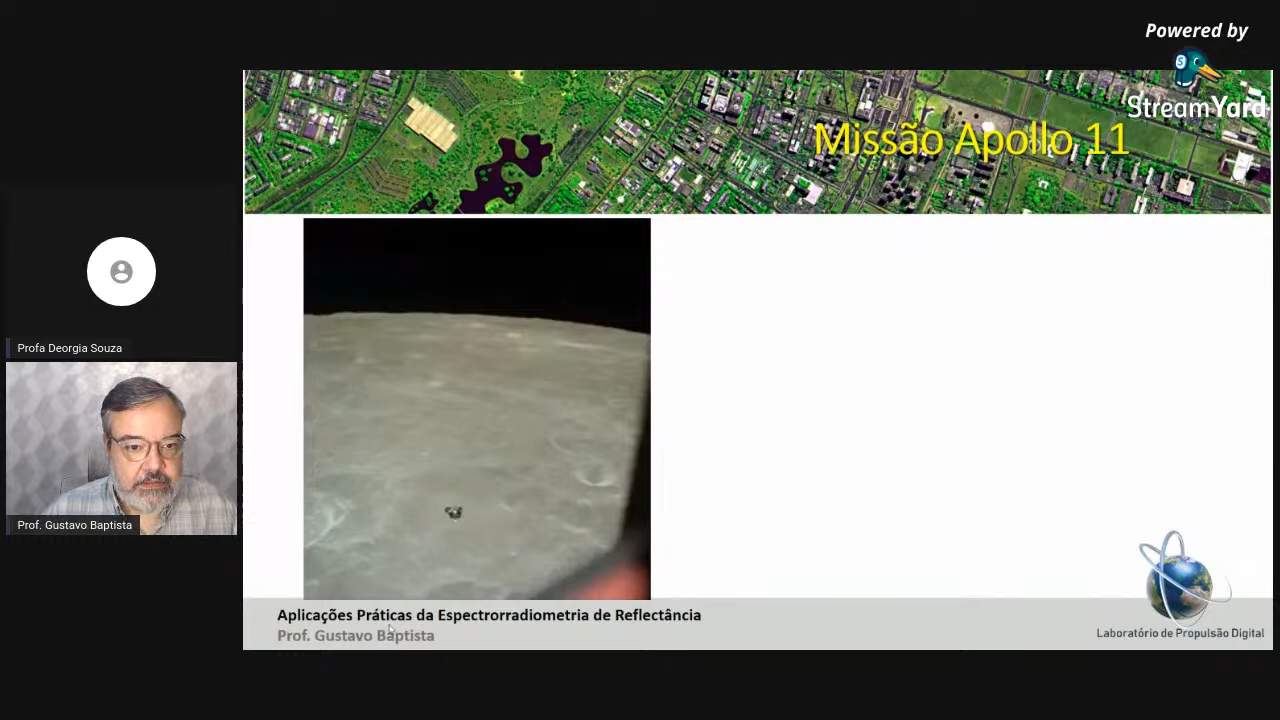 Powered by
StreamYard
Missão Apollo 11
Profa Deorgia Souza
Prof. Gustavo Baptista
Aplicações Práticas da Espectrorradiometria de Reflectância
Prof. Gustavo Baptista
Laboratório de Propulsão Digital